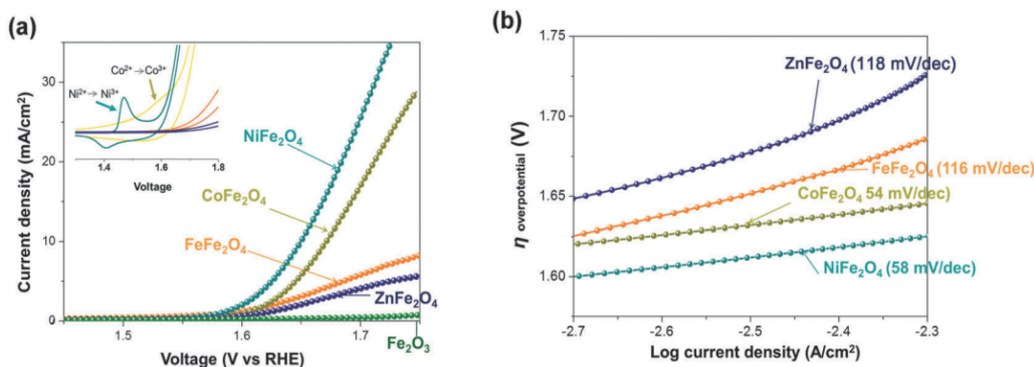 (a)
Current density (mA/cm²)
30
20
10
0
Co²⁺→Co³⁺
Ni²⁺→ Ni³⁺
1.4
1.6
1.8
Voltage
NiFe₂O₄
CoFe₂O₄
FeFe₂O₄
ZnFe₂O₄
Fe₂O₃
1.5
1.6
1.7
Voltage (V vs RHE)
(b)
η overpotential (V)
1.75
1.70
1.65
1.60
ZnFe₂O₄ (118 mV/dec)
FeFe₂O₄ (116 mV/dec)
CoFe₂O₄ 54 mV/dec)
NiFe₂O₄ (58 mV/dec)
-2.7
-2.6
-2.5
-2.4
-2.3
Log current density (A/cm²)